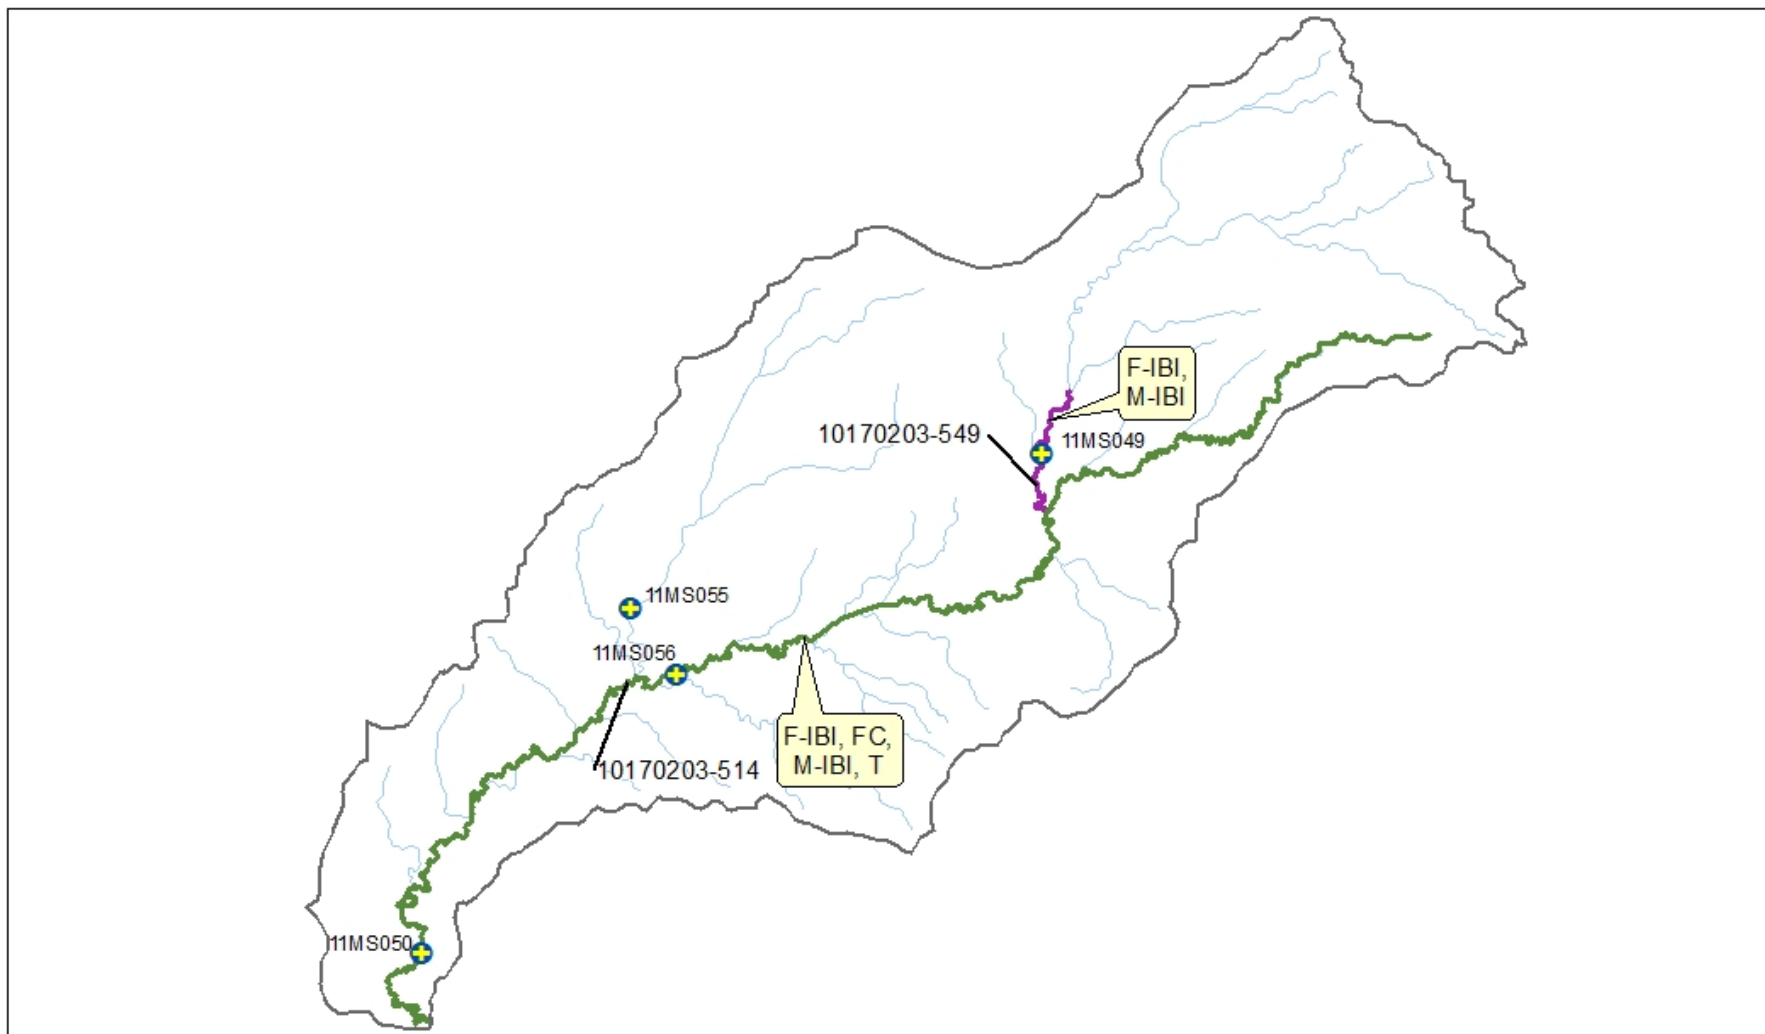 F-IBI,
M-IBI
10170203-549
11MS049
11MS055
11MS056
F-IBI, FC,
M-IBI, T
10170203-514
11MS050